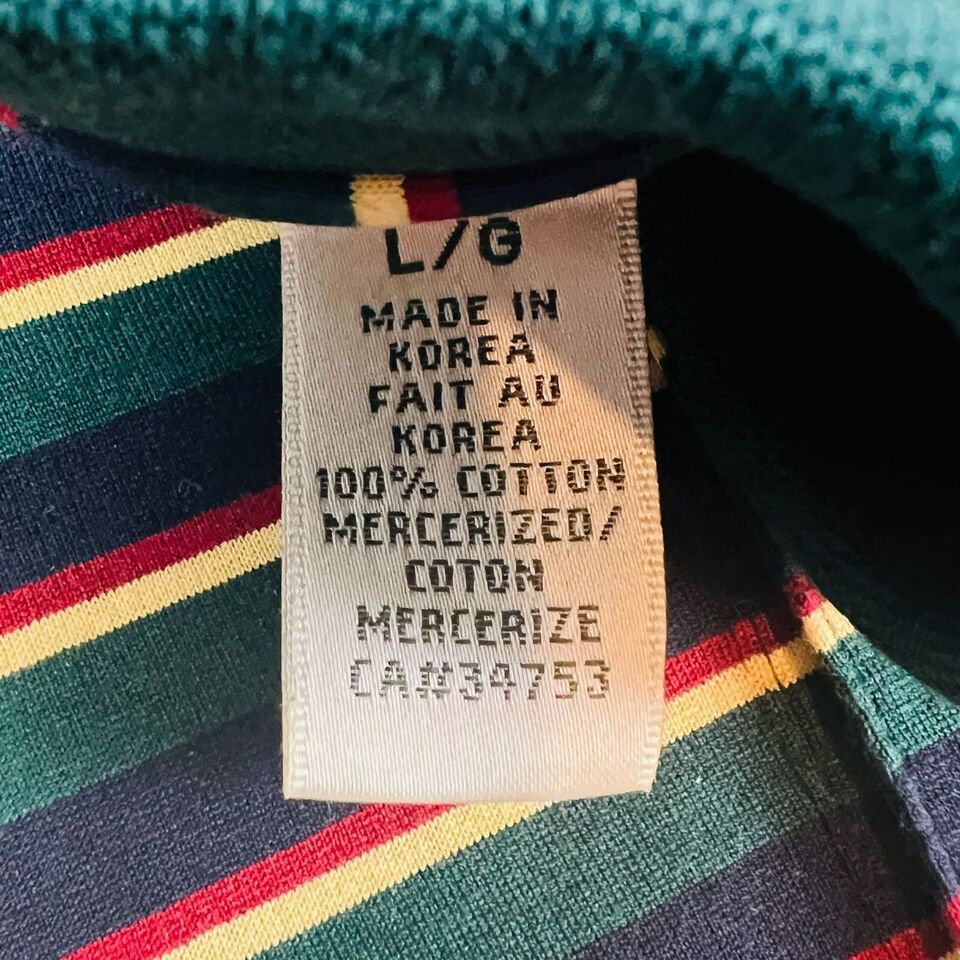 L/G
MADE IN
KOREA
FAIT AU
KOREA
100% COTTON
MERCERIZED/
COTON
MERCERIZE
CA#34753